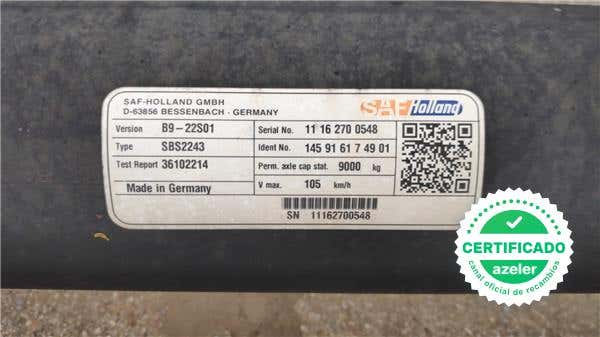 SAF-HOLLAND GMBH
D-63856 BESSENBACH - GERMANY
SAF Holland
Version B9-22S01
Serial No. 11 16 270 0548
Type SBS2243
Ident No. 145 91 61 7 49 01
Test Report 36102214
Perm. axle cap stat. 9000 kg
Made in Germany
V max. 105 km/h
SN 11162700548
CERTIFICADO
azeler
canal oficial de recambios